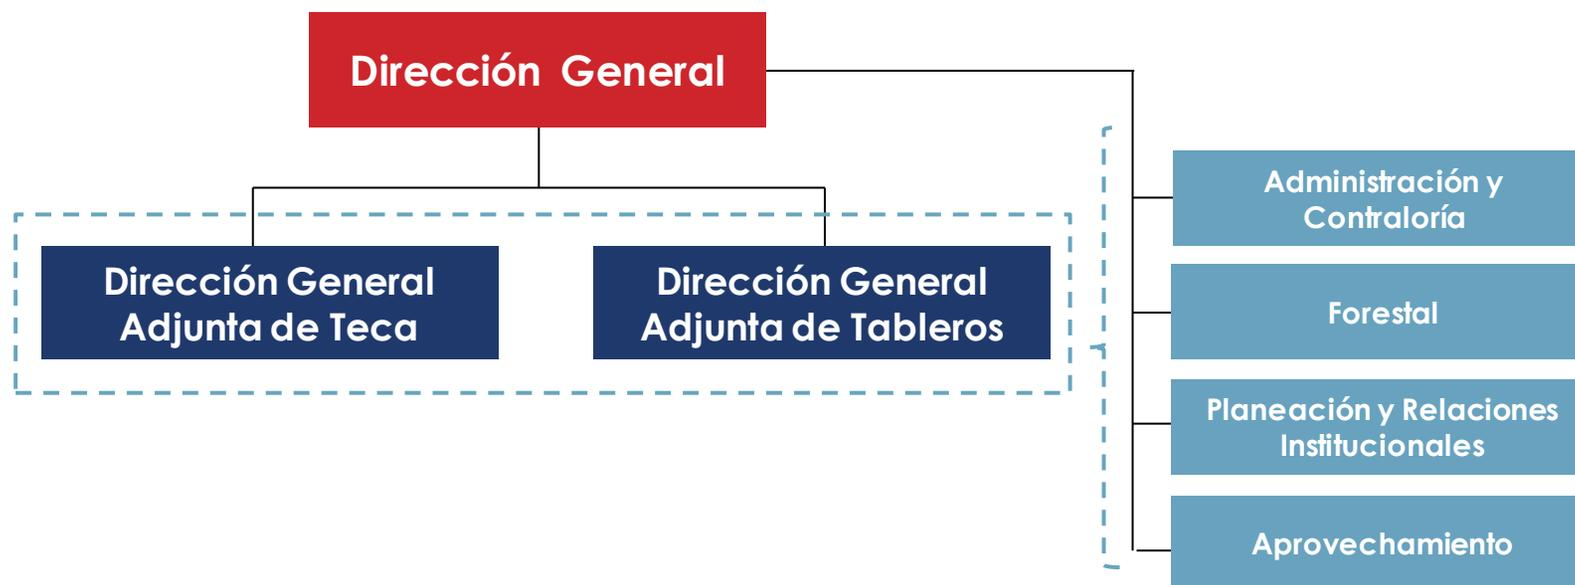 Dirección General
Dirección General
Adjunta de Teca
Dirección General
Adjunta de Tableros
Administración y
Contraloría
Forestal
Planeación y Relaciones
Institucionales
Aprovechamiento